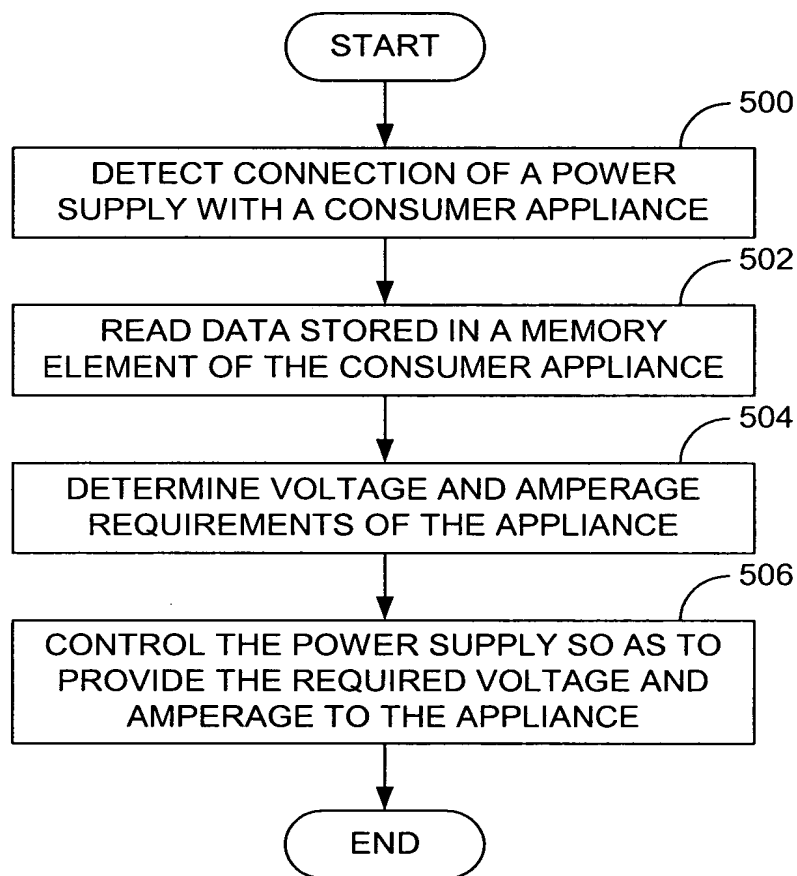 START
500
DETECT CONNECTION OF A POWER
SUPPLY WITH A CONSUMER APPLIANCE
502
READ DATA STORED IN A MEMORY
ELEMENT OF THE CONSUMER APPLIANCE
504
DETERMINE VOLTAGE AND AMPERAGE
REQUIREMENTS OF THE APPLIANCE
506
CONTROL THE POWER SUPPLY SO AS TO
PROVIDE THE REQUIRED VOLTAGE AND
AMPERAGE TO THE APPLIANCE
END